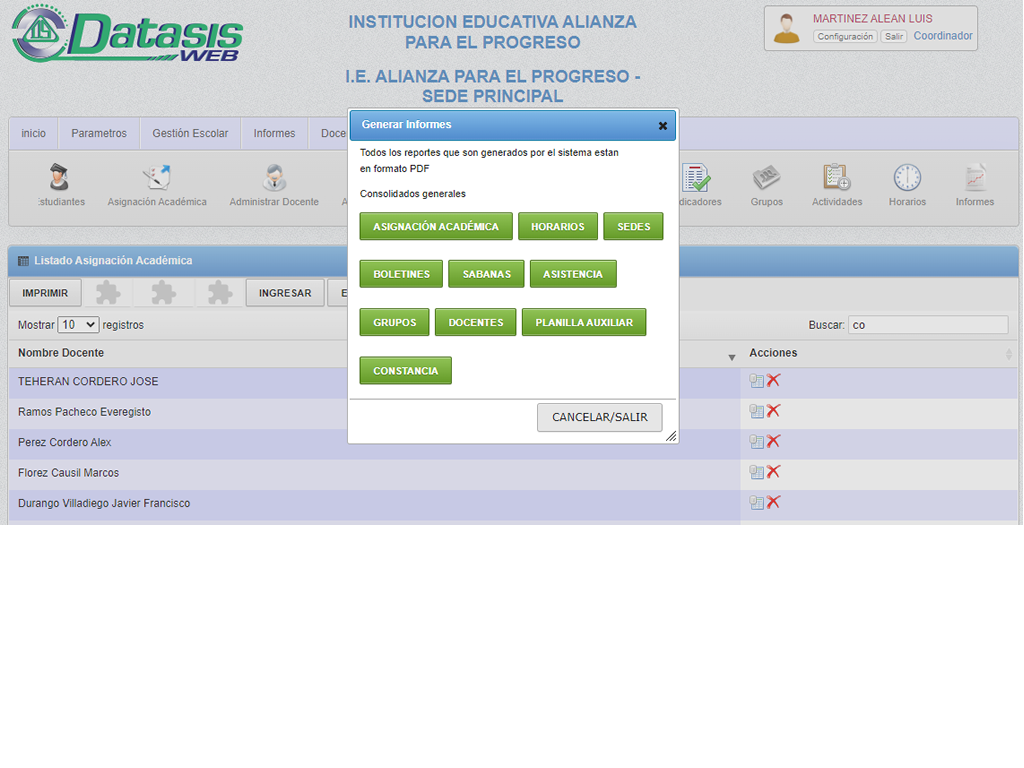 Datasis
WEB
INSTITUCION EDUCATIVA ALIANZA
PARA EL PROGRESO
I.E. ALIANZA PARA EL PROGRESO -
SEDE PRINCIPAL
MARTINEZ ALEAN LUIS
Configuración Salir Coordinador
inicio Parametros Gestión Escolar Informes Doce
Estudiantes Asignación Académica Administrar Docente A dicadores Grupos Actividades Horarios Informes
Generar Informes
Todos los reportes que son generados por el sistema estan
en formato PDF
Consolidados generales
ASIGNACIÓN ACADÉMICA HORARIOS SEDES
BOLETINES SABANAS ASISTENCIA
GRUPOS DOCENTES PLANILLA AUXILIAR
CONSTANCIA
CANCELAR/SALIR
Listado Asignación Académica
IMPRIMIR INGRESAR E
Mostrar 10 registros Buscar: co
Nombre Docente Acciones
TEHERAN CORDERO JOSE
Ramos Pacheco Everegisto
Perez Cordero Alex
Florez Causil Marcos
Durango Villadiego Javier Francisco